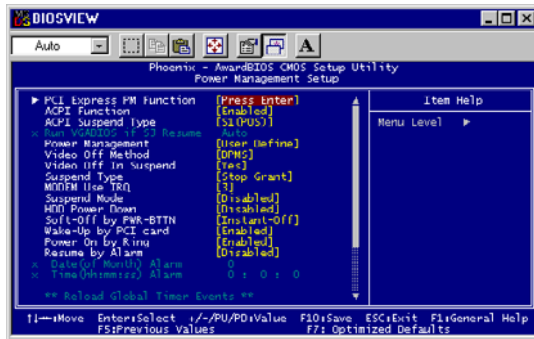 BIOSVIEW
Auto
A
Phoenix - AwardBIOS CMOS Setup Utility
Power Management Setup
▶ PCI Express PM Function [Press Enter]
ACPI Function [Enabled]
ACPI Suspend Type [S1(POS)]
x Run VGABIOS if S3 Resume Auto
Power Management [User Define]
Video Off Method [DPMS]
Video Off In Suspend [Yes]
Suspend Type [Stop Grant]
MODEM Use IRQ [3]
Suspend Mode [Disabled]
HDD Power Down [Disabled]
Soft-Off by PWR-BTTN [Instant-Off]
Wake-Up by PCI card [Enabled]
Power On by Ring [Enabled]
Resume by Alarm [Disabled]
x Date(of Month) Alarm 0
x Time(hh:mm:ss) Alarm 0 : 0 : 0
** Reload Global Timer Events **
Item Help
Menu Level ▶
↑↓→←:Move Enter:Select +/-/PU/PD:Value F10:Save ESC:Exit F1:General Help
F5:Previous Values F7: Optimized Defaults